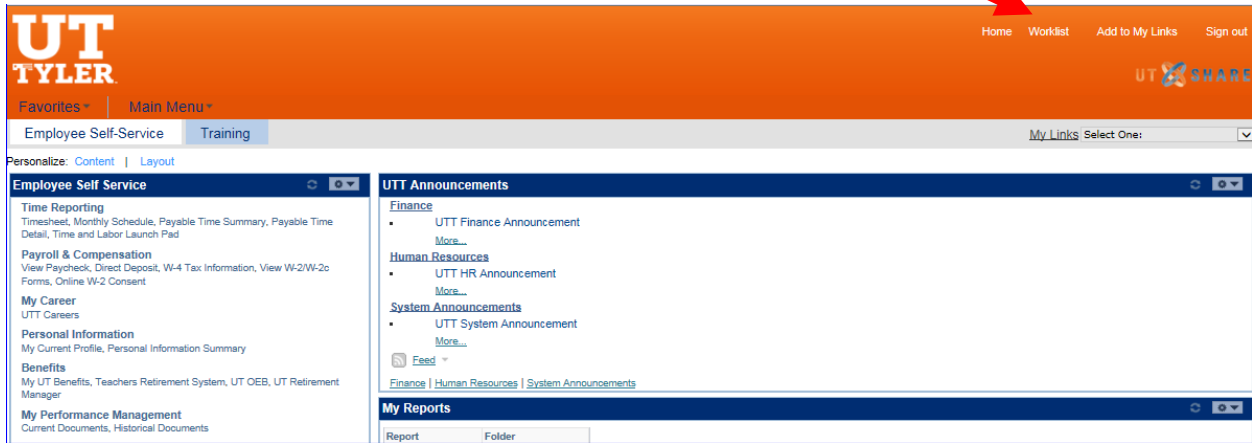 UT
TYLER
Home Worklist Add to My Links Sign out
UT SHARE
Favorites Main Menu
Employee Self-Service Training My Links Select One:
Personalize: Content | Layout
Employee Self Service
Time Reporting
Timesheet, Monthly Schedule, Payable Time Summary, Payable Time
Detail, Time and Labor Launch Pad
Payroll & Compensation
View Paycheck, Direct Deposit, W-4 Tax Information, View W-2/W-2c
Forms, Online W-2 Consent
My Career
UTT Careers
Personal Information
My Current Profile, Personal Information Summary
Benefits
My UT Benefits, Teachers Retirement System, UT OEB, UT Retirement
Manager
My Performance Management
Current Documents, Historical Documents
UTT Announcements
Finance
▪ UTT Finance Announcement
More...
Human Resources
▪ UTT HR Announcement
More...
System Announcements
▪ UTT System Announcement
More...
Feed
Finance | Human Resources | System Announcements
My Reports
Report Folder